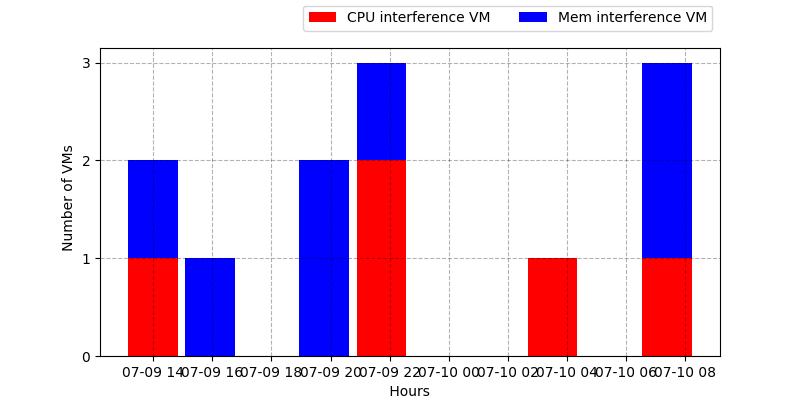 CPU interference VM Mem interference VM
3
2
1
0
Number of VMs
07-09 14 07-09 16 07-09 18 07-09 20 07-09 22 07-10 00 07-10 02 07-10 04 07-10 06 07-10 08
Hours